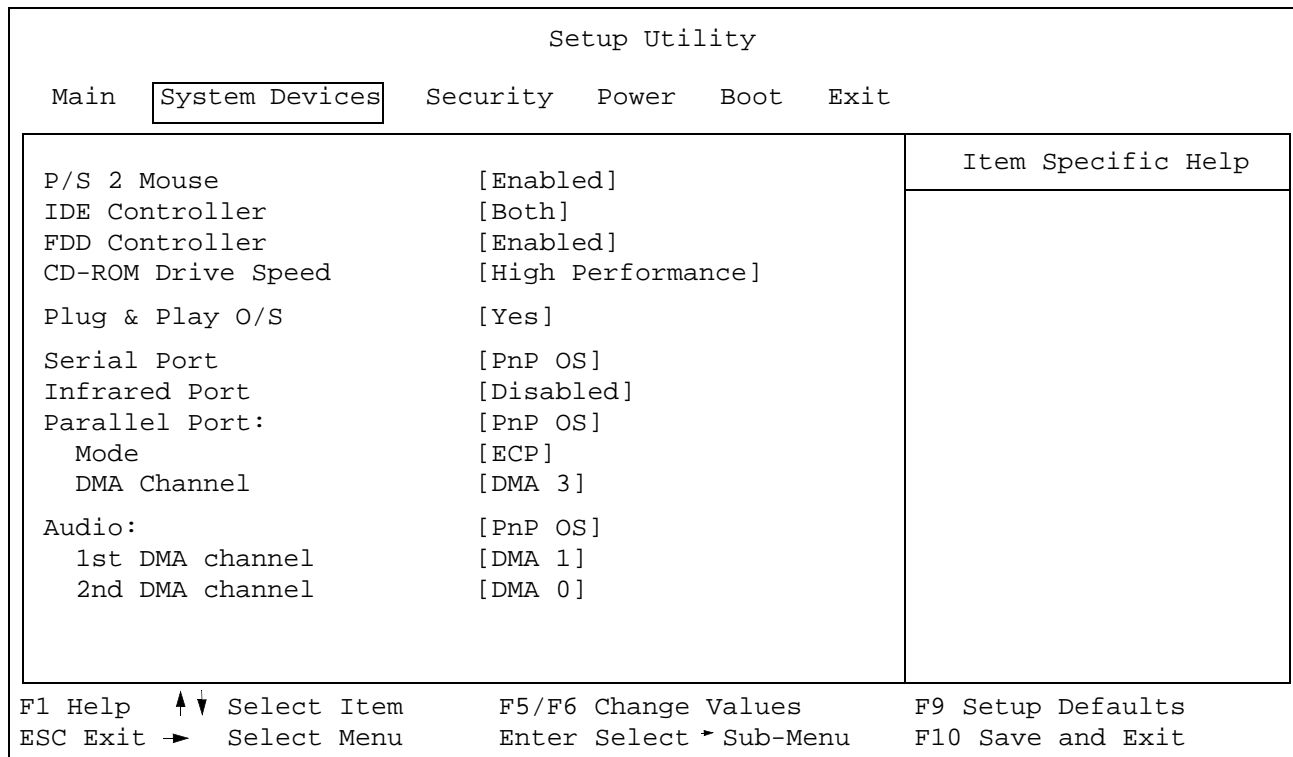 Setup Utility
Main System Devices Security Power Boot Exit
Item Specific Help
P/S 2 Mouse [Enabled]
IDE Controller [Both]
FDD Controller [Enabled]
CD-ROM Drive Speed [High Performance]
Plug & Play O/S [Yes]
Serial Port [PnP OS]
Infrared Port [Disabled]
Parallel Port: [PnP OS]
Mode [ECP]
DMA Channel [DMA 3]
Audio: [PnP OS]
1st DMA channel [DMA 1]
2nd DMA channel [DMA 0]
F1 Help Select Item F5/F6 Change Values F9 Setup Defaults
ESC Exit Select Menu Enter Select Sub-Menu F10 Save and Exit